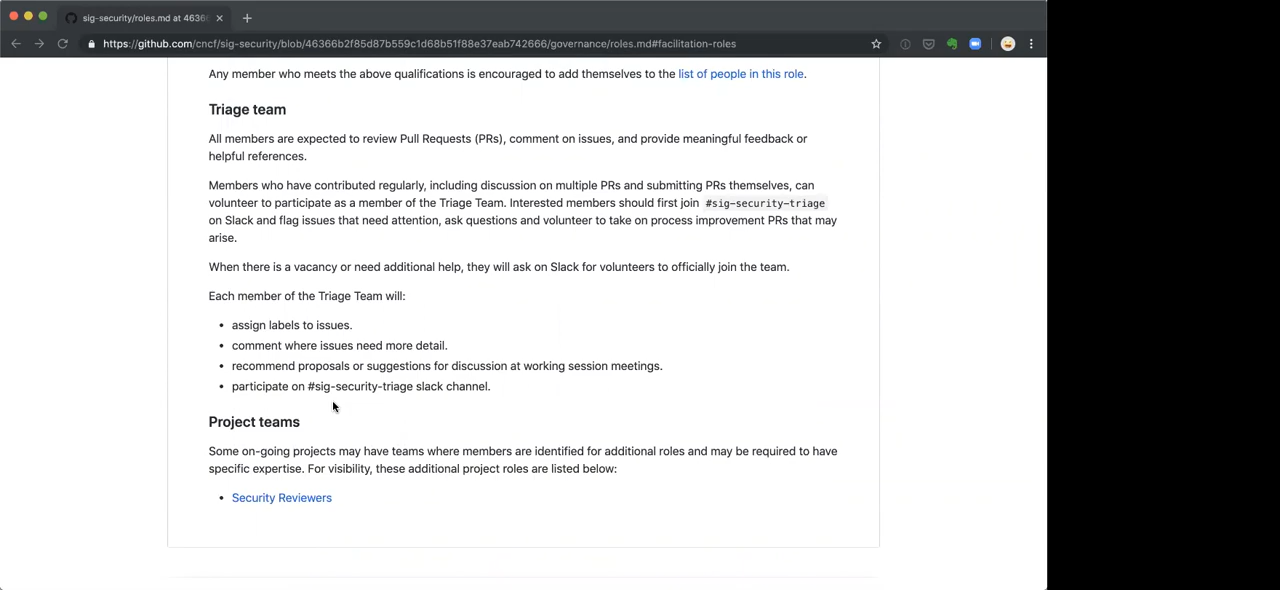 sig-security/roles.md at 46366
https://github.com/cncf/sig-security/blob/46366b2f85d87b559c1d68b51f88e37eab742666/governance/roles.md#facilitation-roles
Any member who meets the above qualifications is encouraged to add themselves to the list of people in this role.
Triage team
All members are expected to review Pull Requests (PRs), comment on issues, and provide meaningful feedback or
helpful references.
Members who have contributed regularly, including discussion on multiple PRs and submitting PRs themselves, can
volunteer to participate as a member of the Triage Team. Interested members should first join #sig-security-triage
on Slack and flag issues that need attention, ask questions and volunteer to take on process improvement PRs that may
arise.
When there is a vacancy or need additional help, they will ask on Slack for volunteers to officially join the team.
Each member of the Triage Team will:
• assign labels to issues.
• comment where issues need more detail.
• recommend proposals or suggestions for discussion at working session meetings.
• participate on #sig-security-triage slack channel.
Project teams
Some on-going projects may have teams where members are identified for additional roles and may be required to have
specific expertise. For visibility, these additional project roles are listed below:
• Security Reviewers